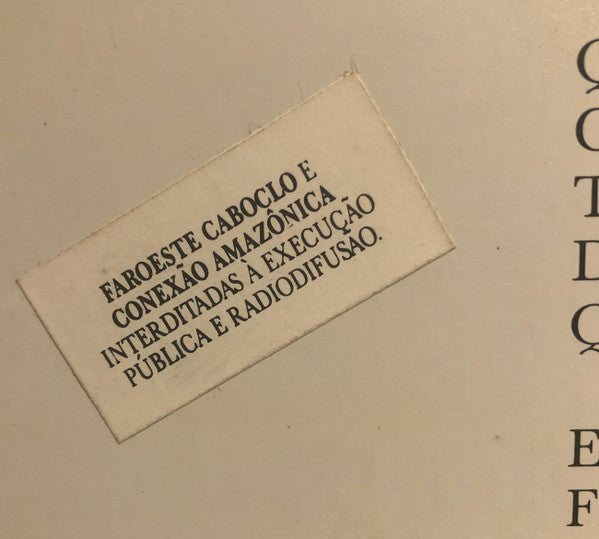 FAROESTE CABOCLO E
CONEXÃO AMAZÔNICA
INTERDITADAS À EXECUÇÃO
PÚBLICA E RADIODIFUSÃO.
T
D
E
F